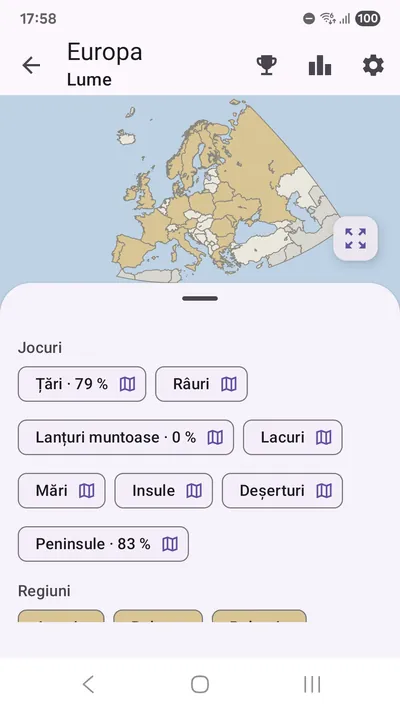 17:58
100
Europa
Lume
Jocuri
Țări · 79 %
Râuri
Lanțuri muntoase · 0 %
Lacuri
Mări
Insule
Deșerturi
Peninsule · 83 %
Regiuni